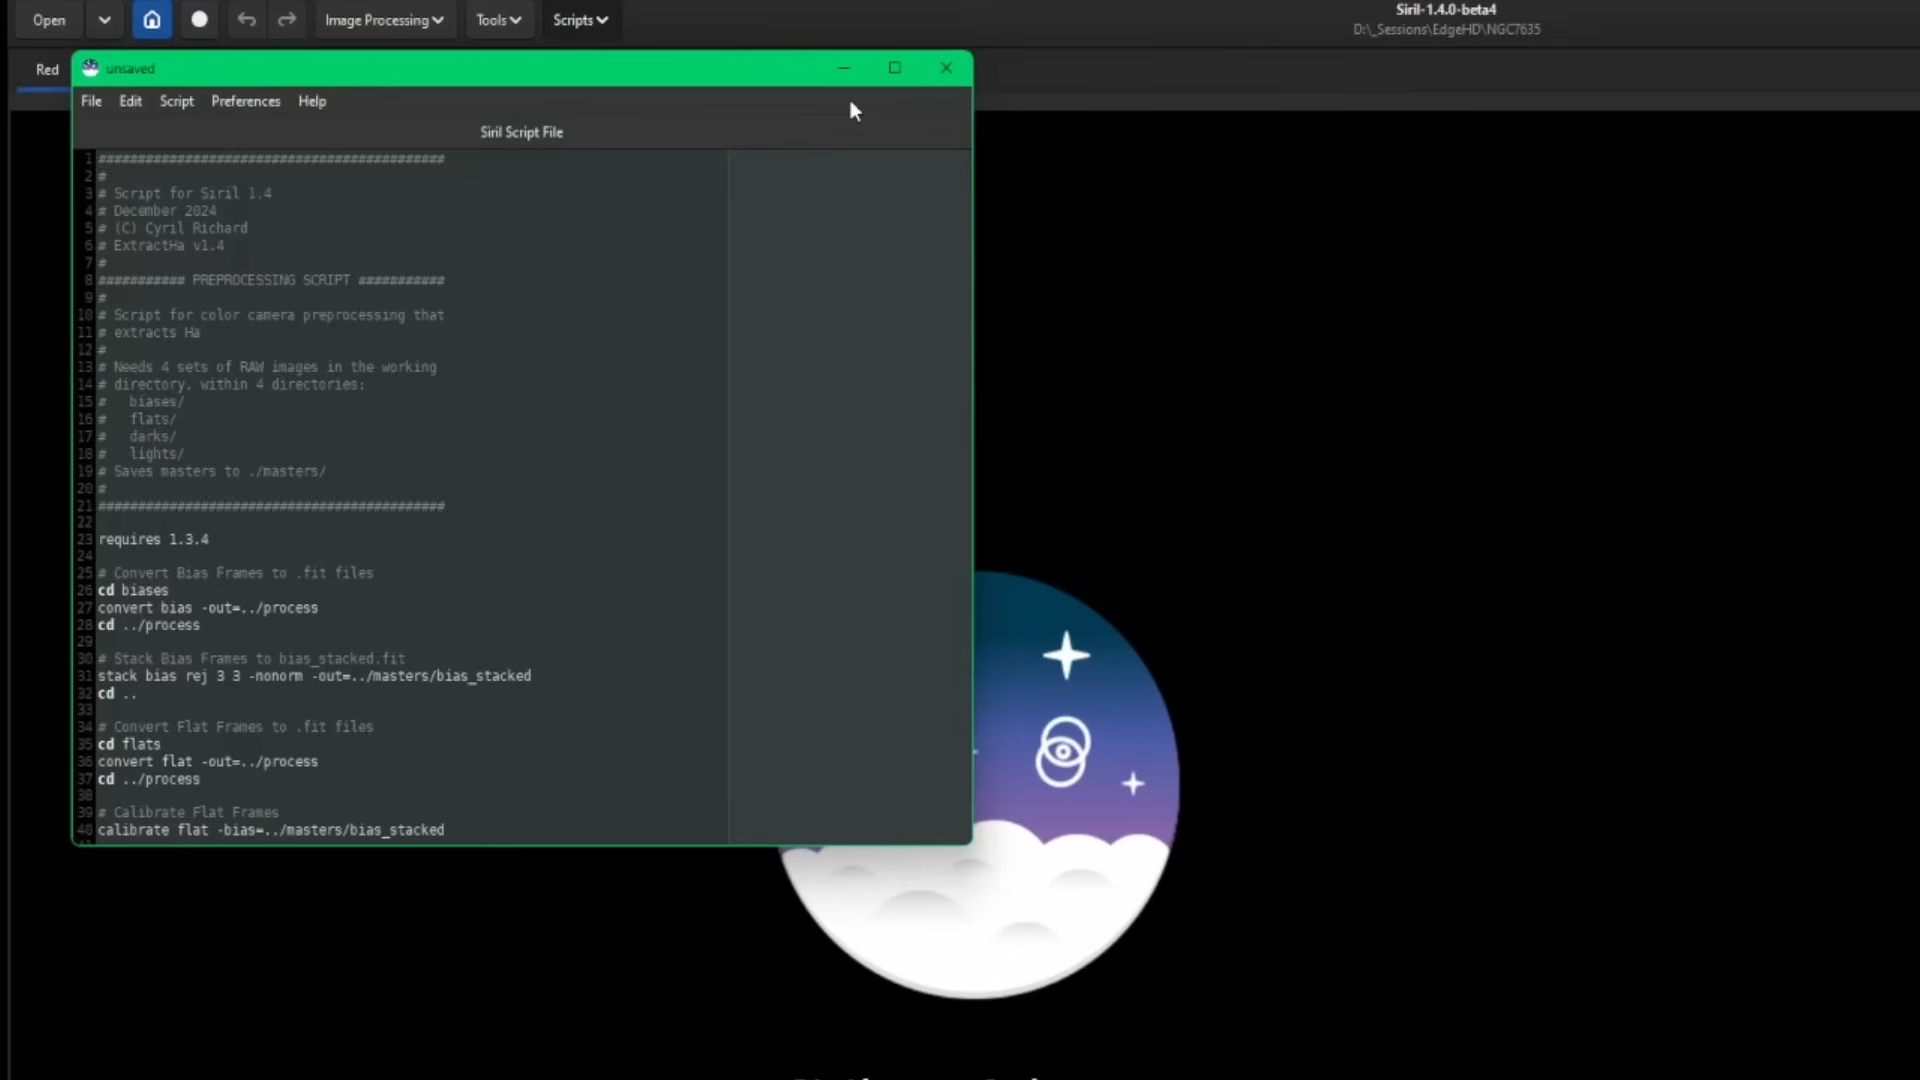 Open
Image Processing
Tools
Scripts
Siril-1.4.0-beta4
D:\_Sessions\EdgeHD\NGC7635
Red
unsaved
File Edit Script Preferences Help
Siril Script File
1 ############################################
2 #
3 # Script for Siril 1.4
4 # December 2024
5 # (C) Cyril Richard
6 # ExtractHa v1.4
7 #
8 ########### PREPROCESSING SCRIPT ###########
9 #
10 # Script for color camera preprocessing that
11 # extracts Ha
12 #
13 # Needs 4 sets of RAW images in the working
14 # directory, within 4 directories:
15 #   biases/
16 #   flats/
17 #   darks/
18 #   lights/
19 # Saves masters to ./masters/
20 #
21 ############################################
22
23 requires 1.3.4
24
25 # Convert Bias Frames to .fit files
26 cd biases
27 convert bias -out=../process
28 cd ../process
29
30 # Stack Bias Frames to bias_stacked.fit
31 stack bias rej 3 3 -nonorm -out=../masters/bias_stacked
32 cd ..
33
34 # Convert Flat Frames to .fit files
35 cd flats
36 convert flat -out=../process
37 cd ../process
38
39 # Calibrate Flat Frames
40 calibrate flat -bias=../masters/bias_stacked